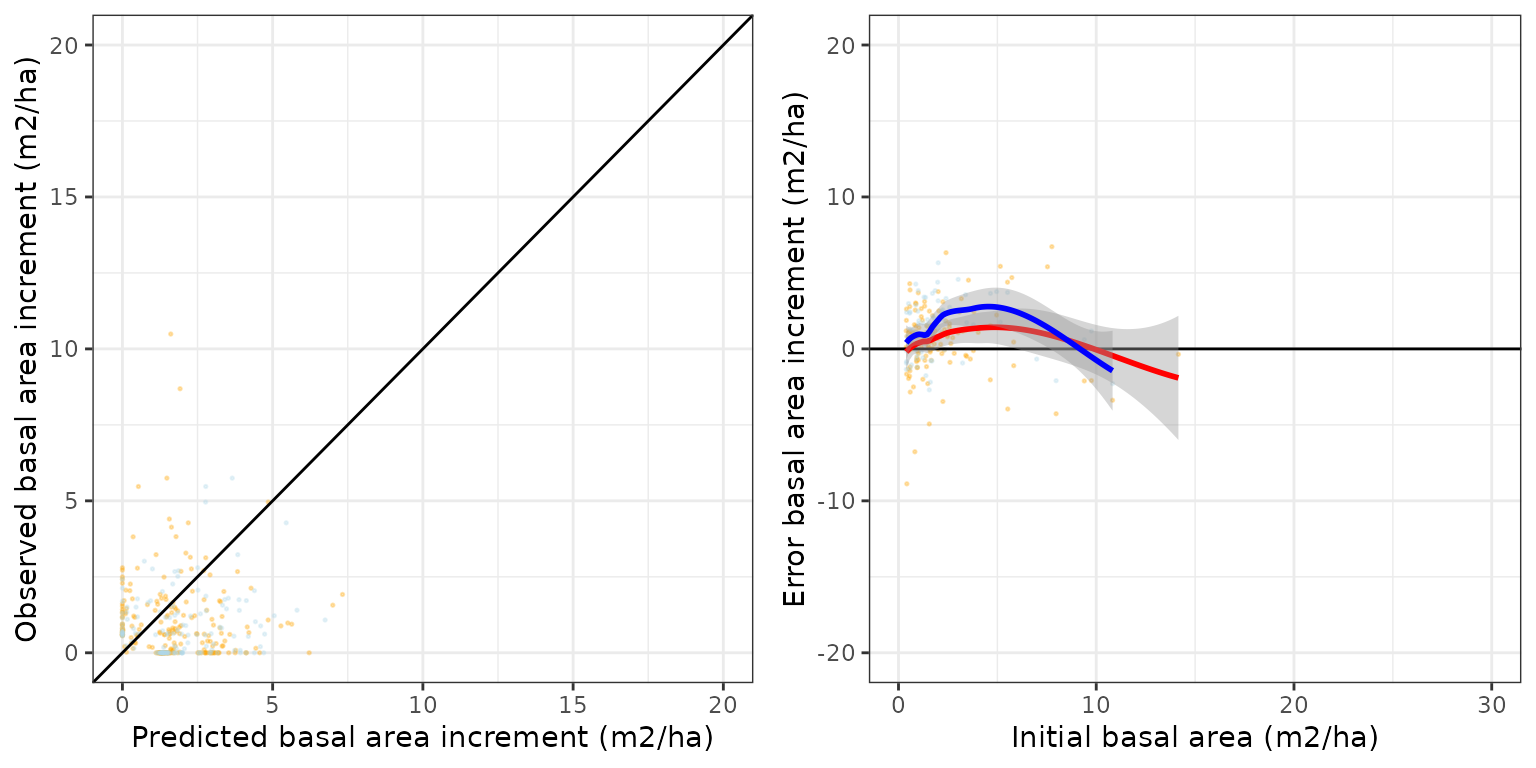 Observed basal area increment (m2/ha)
20
15
10
5
0
0 5 10 15 20
Predicted basal area increment (m2/ha)
Error basal area increment (m2/ha)
20
10
0
-10
-20
0 10 20 30
Initial basal area (m2/ha)